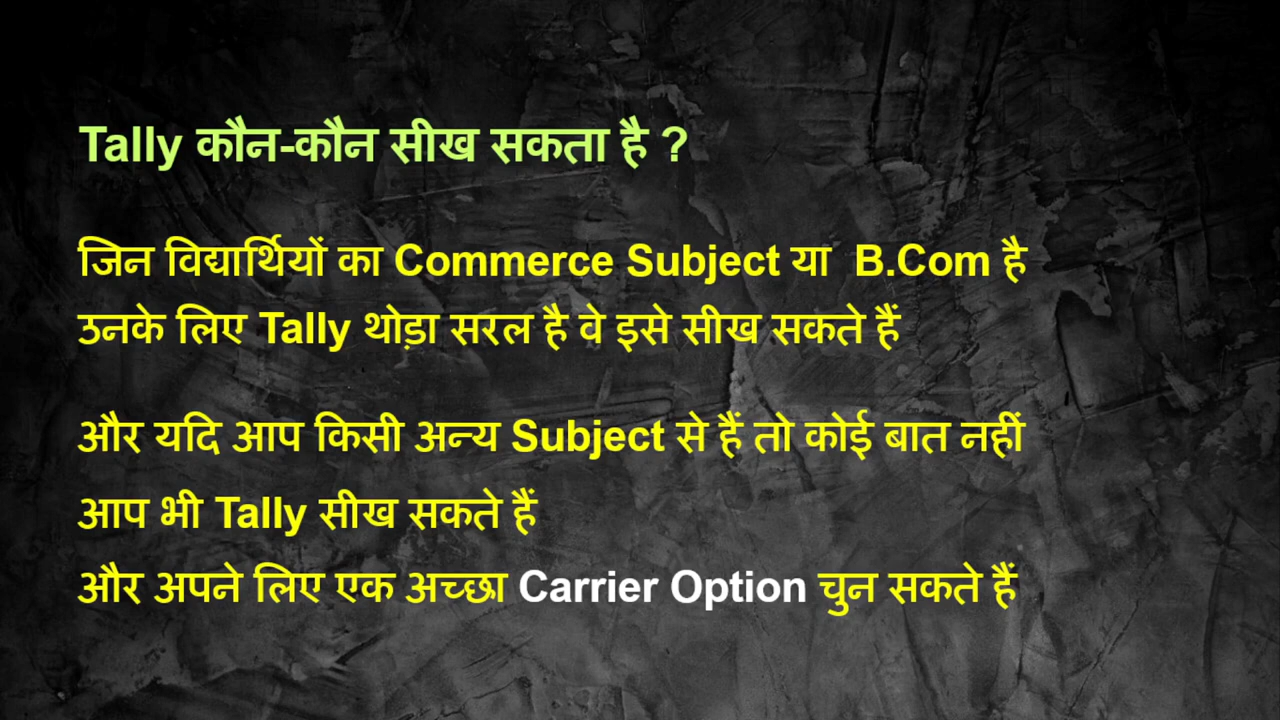 Tally कौन-कौन सीख सकता है ?
जिन विद्यार्थियों का Commerce Subject या B.Com है
उनके लिए Tally थोड़ा सरल है वे इसे सीख सकते हैं
और यदि आप किसी अन्य Subject से हैं तो कोई बात नहीं
आप भी Tally सीख सकते हैं
और अपने लिए एक अच्छा Carrier Option चुन सकते हैं